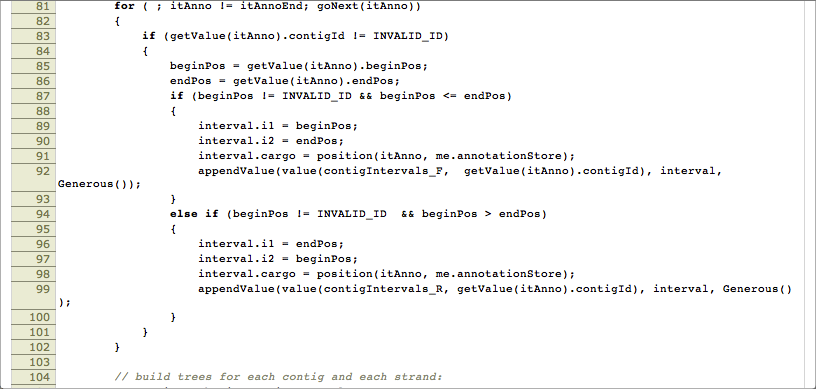 81 for ( ; itAnno != itAnnoEnd; goNext(itAnno))
82 {
83 if (getValue(itAnno).contigId != INVALID_ID)
84 {
85 beginPos = getValue(itAnno).beginPos;
86 endPos = getValue(itAnno).endPos;
87 if (beginPos != INVALID_ID && beginPos <= endPos)
88 {
89 interval.i1 = beginPos;
90 interval.i2 = endPos;
91 interval.cargo = position(itAnno, me.annotationStore);
92 appendValue(value(contigIntervals_F,  getValue(itAnno).contigId), interval,
Generous());
93 }
94 else if (beginPos != INVALID_ID  && beginPos > endPos)
95 {
96 interval.i1 = endPos;
97 interval.i2 = beginPos;
98 interval.cargo = position(itAnno, me.annotationStore);
99 appendValue(value(contigIntervals_R, getValue(itAnno).contigId), interval, Generous()
);
100 }
101 }
102 }
103
104 // build trees for each contig and each strand: